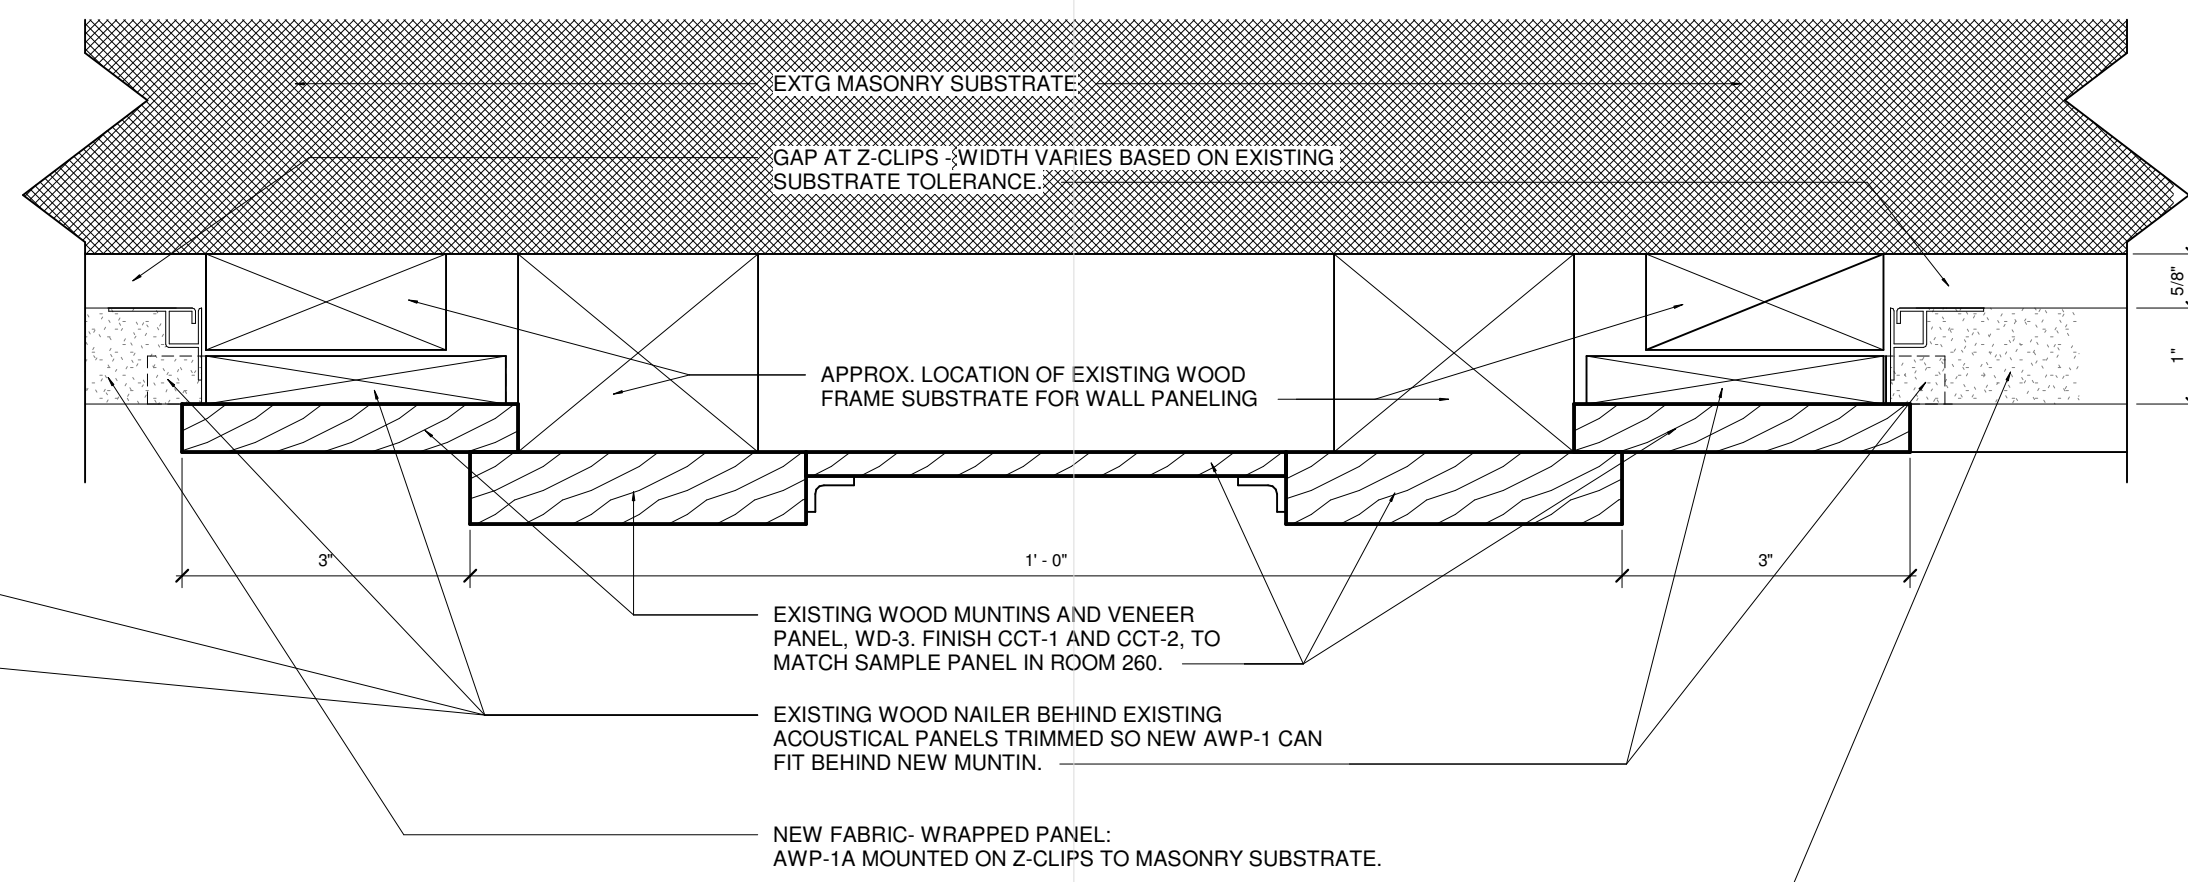 EXTG MASONRY SUBSTRATE
GAP AT Z-CLIPS - WIDTH VARIES BASED ON EXISTING
SUBSTRATE TOLERANCE.
5/8"
1"
APPROX. LOCATION OF EXISTING WOOD
FRAME SUBSTRATE FOR WALL PANELING
3"
1' - 0"
3"
EXISTING WOOD MUNTINS AND VENEER
PANEL, WD-3. FINISH CCT-1 AND CCT-2, TO
MATCH SAMPLE PANEL IN ROOM 260.
EXISTING WOOD NAILER BEHIND EXISTING
ACOUSTICAL PANELS TRIMMED SO NEW AWP-1 CAN
FIT BEHIND NEW MUNTIN.
NEW FABRIC- WRAPPED PANEL:
AWP-1A MOUNTED ON Z-CLIPS TO MASONRY SUBSTRATE.